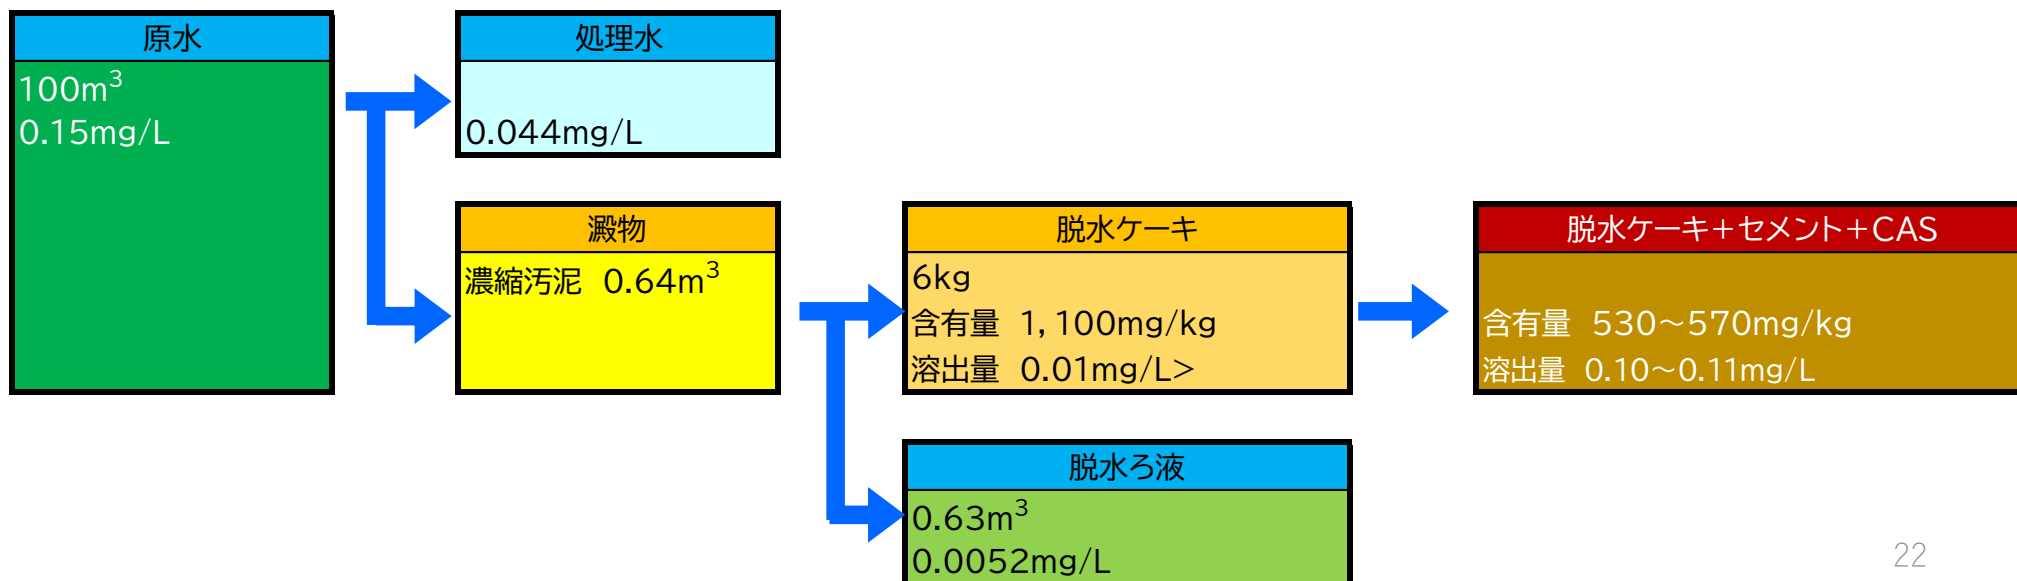 原水
100m³
0.15mg/L
処理水
0.044mg/L
澱物
濃縮汚泥 0.64m³
脱水ケーキ
6kg
含有量 1,100mg/kg
溶出量 0.01mg/L>
脱水ケーキ+セメント+CAS
含有量 530～570mg/kg
溶出量 0.10～0.11mg/L
脱水ろ液
0.63m³
0.0052mg/L
22